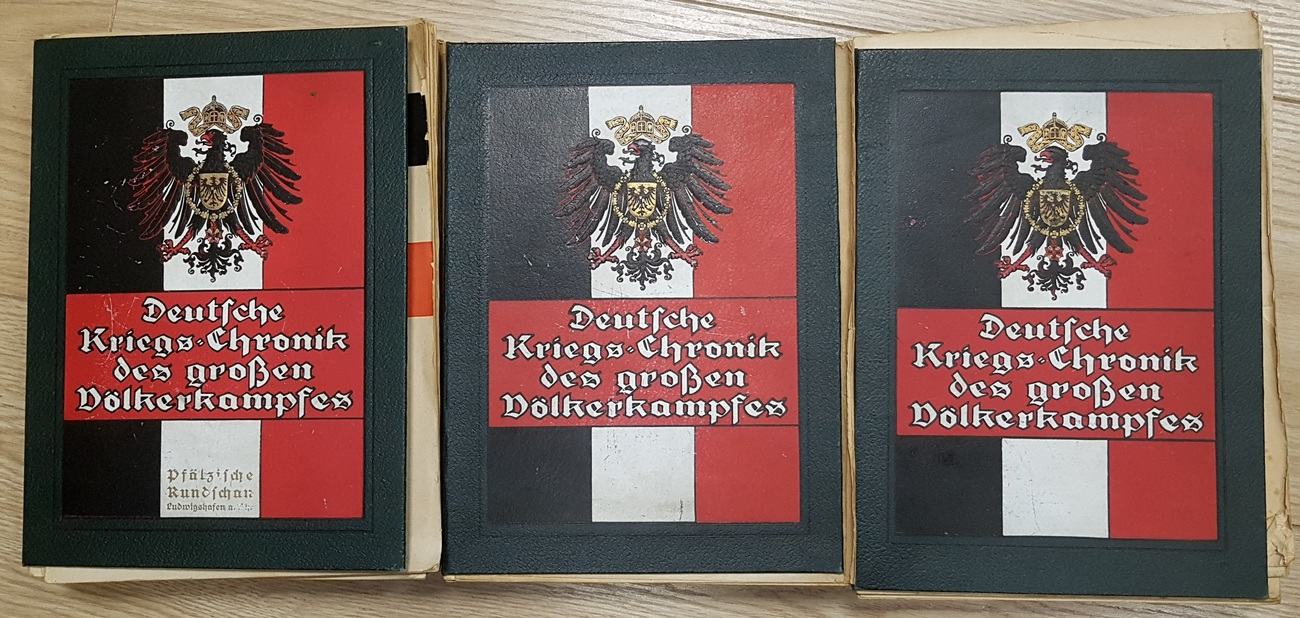 Deutſche
Kriegs-Chronik
des großen
Völkerkampfes
Pfälziſche
Rundſchau
Ludwigshafen a.
Deutſche
Kriegs-Chronik
des großen
Völkerkampfes
Deutſche
Kriegs-Chronik
des großen
Völkerkampfes